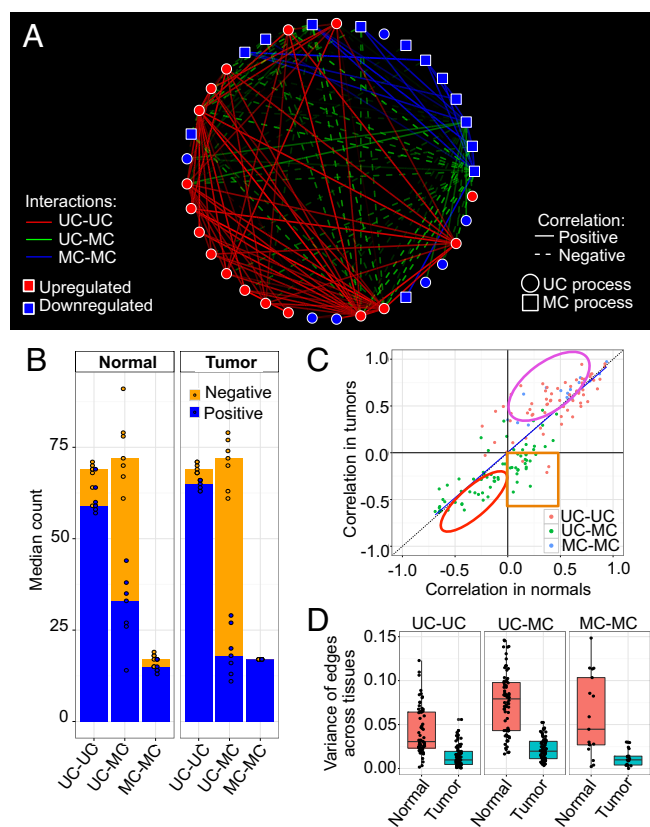 A
Interactions:
UC-UC
UC-MC
MC-MC
Upregulated
Downregulated
Correlation:
Positive
Negative
UC process
MC process
B
Normal
Tumor
Negative
Positive
Median count
75
50
25
0
UC-UC
UC-MC
MC-MC
UC-UC
UC-MC
MC-MC
C
Correlation in tumors
1.0
0.5
0.0
-0.5
-1.0
UC-UC
UC-MC
MC-MC
-1.0 -0.5 0.0 0.5 1.0
Correlation in normals
D
UC-UC UC-MC MC-MC
Variance of edges
across tissues
0.15
0.10
0.05
0.00
Normal
Tumor
Normal
Tumor
Normal
Tumor